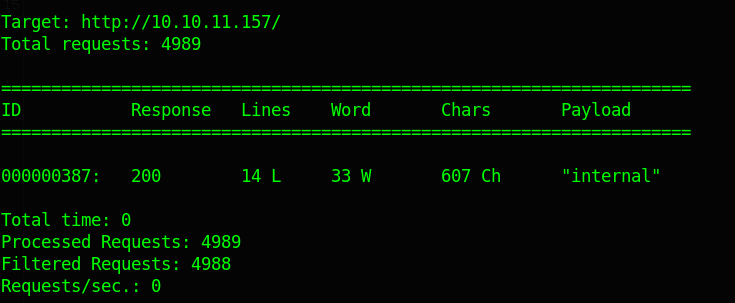 Target: http://10.10.11.157/
Total requests: 4989
=====================================================================
ID           Response   Lines    Word       Chars       Payload
=====================================================================
000000387:   200        14 L     33 W       607 Ch      "internal"
Total time: 0
Processed Requests: 4989
Filtered Requests: 4988
Requests/sec.: 0